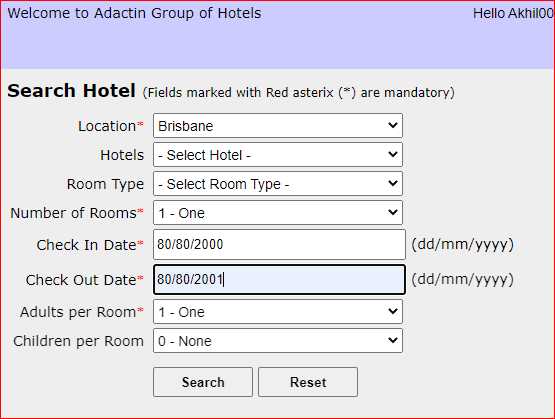 Welcome to Adactin Group of Hotels Hello Akhil00
Search Hotel (Fields marked with Red asterix (*) are mandatory)
Location* Brisbane
Hotels - Select Hotel -
Room Type - Select Room Type -
Number of Rooms* 1 - One
Check In Date* 80/80/2000 (dd/mm/yyyy)
Check Out Date* 80/80/2001 (dd/mm/yyyy)
Adults per Room* 1 - One
Children per Room 0 - None
Search Reset